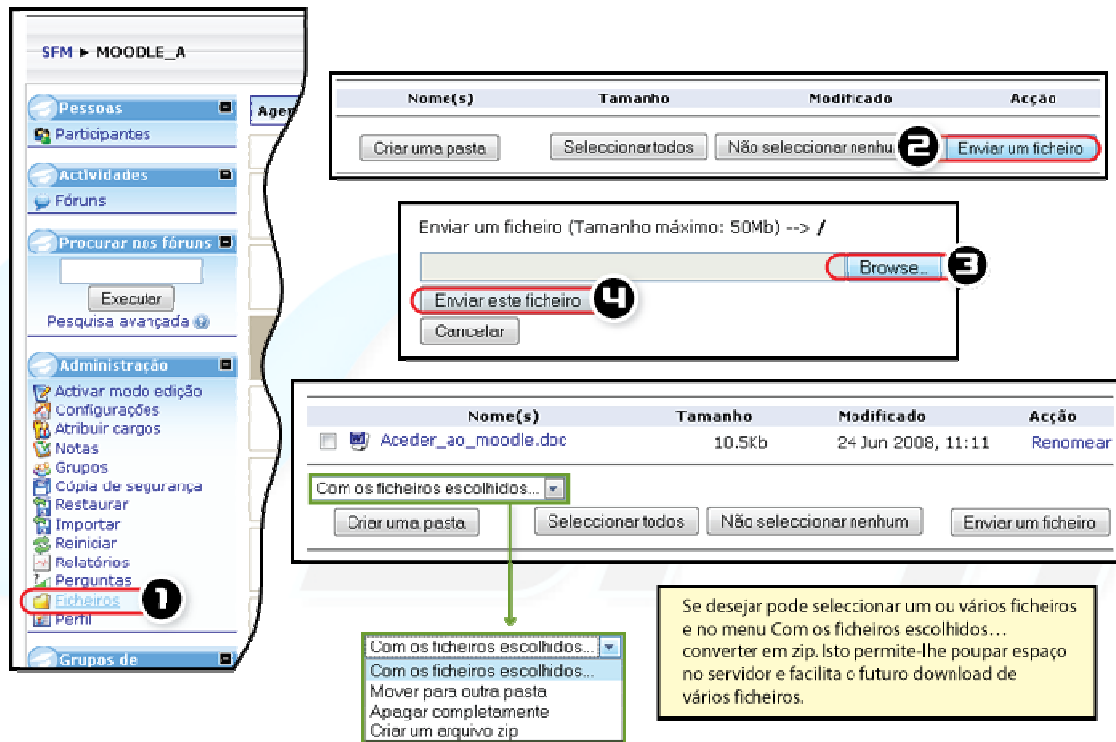 SFM ► MOODLE_A
Pessoas
Participantes
Actividades
Fóruns
Procurar nos fóruns
Executar
Pesquisa avançada
Administração
Activar modo edição
Configurações
Atribuir cargos
Notas
Grupos
Cópia de segurança
Restaurar
Importar
Reiniciar
Relatórios
Perguntas
Ficheiros 1
Perfil
Grupos de
Agen
Nome(s) Tamanho Modificado Acção
Criar uma pasta Seleccionar todos Não seleccionar nenhu 2 Enviar um ficheiro
Enviar um ficheiro (Tamanho máximo: 50Mb) --> /
Browse... 3
Enviar este ficheiro 4
Cancelar
Nome(s) Tamanho Modificado Acção
Aceder_ao_moodle.doc 10.5Kb 24 Jun 2008, 11:11 Renomear
Com os ficheiros escolhidos...
Criar uma pasta Seleccionar todos Não seleccionar nenhum Enviar um ficheiro
Com os ficheiros escolhidos...
Com os ficheiros escolhidos...
Mover para outra pasta
Apagar completamente
Criar um arquivo zip
Se desejar pode seleccionar um ou vários ficheiros
e no menu Com os ficheiros escolhidos...
converter em zip. Isto permite-lhe poupar espaço
no servidor e facilita o futuro download de
vários ficheiros.